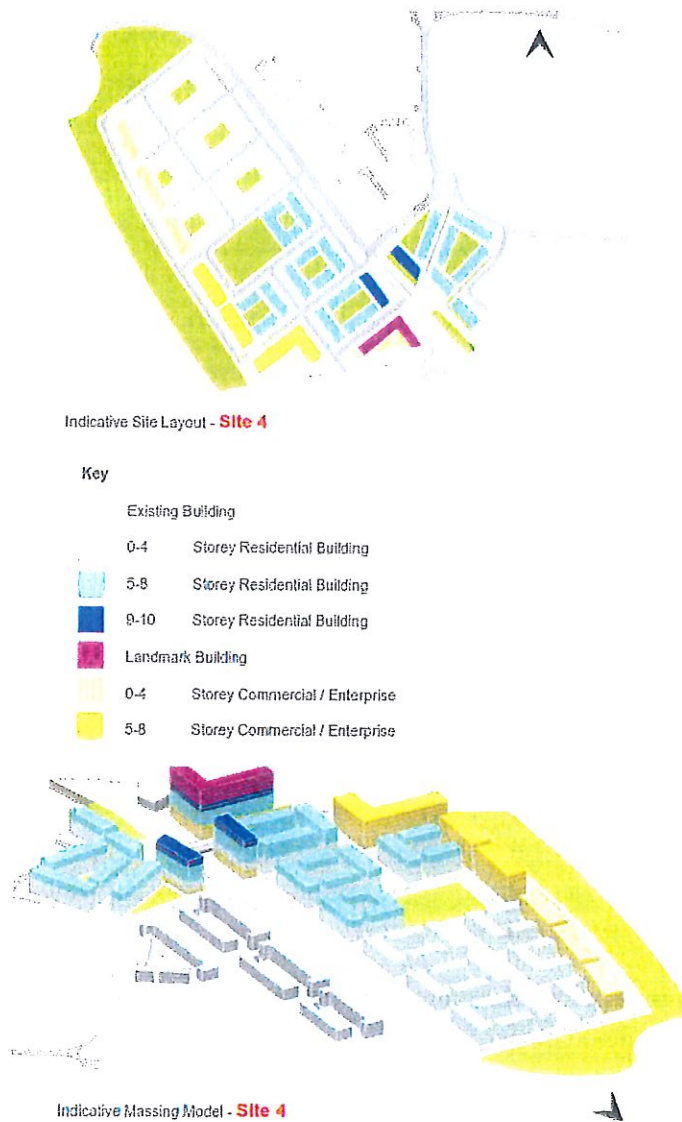 Indicative Site Layout - Site 4
Key
Existing Building
0-4 Storey Residential Building
5-8 Storey Residential Building
9-10 Storey Residential Building
Landmark Building
0-4 Storey Commercial / Enterprise
5-8 Storey Commercial / Enterprise
Indicative Massing Model - Site 4